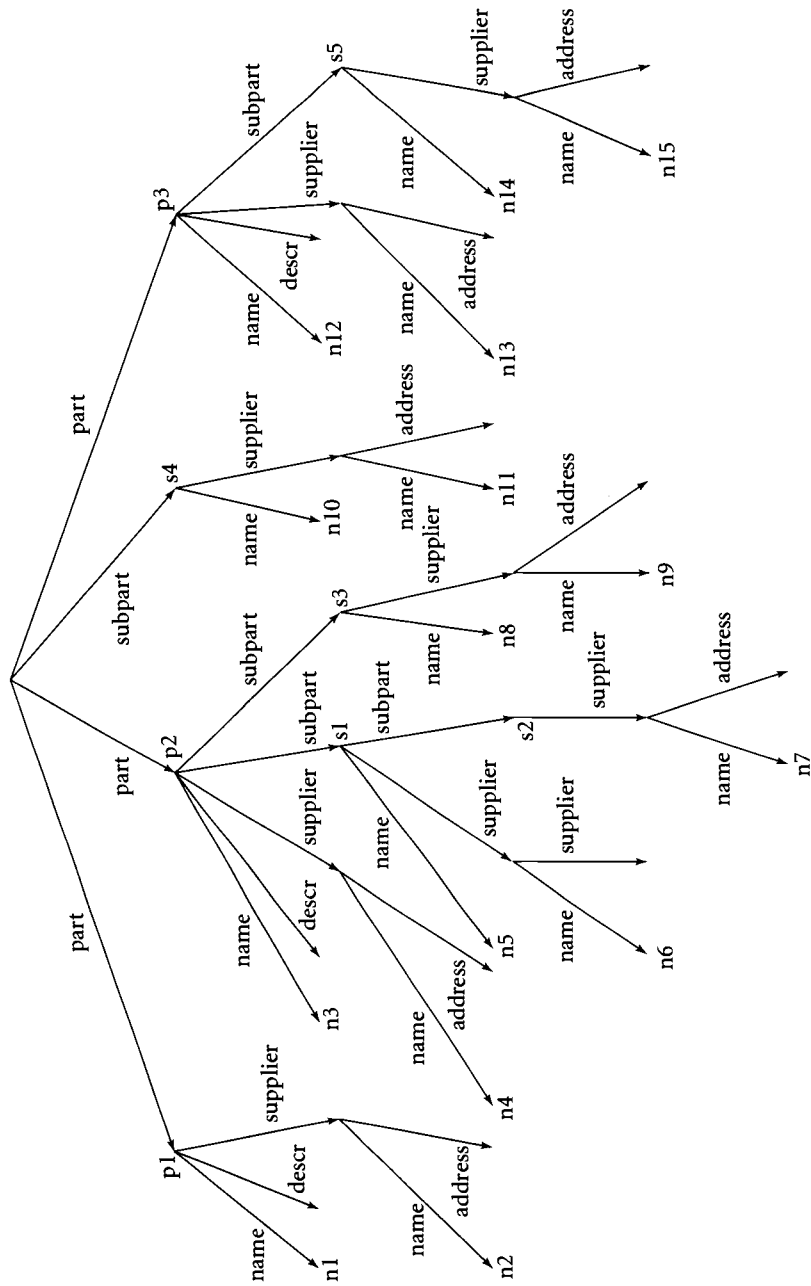 part
part
subpart
part
p1
p2
s4
p3
name
descr
supplier
name
descr
supplier
subpart
subpart
name
supplier
name
descr
supplier
subpart
n1
n3
s1
s3
n10
n12
s5
name
address
name
address
name
supplier
subpart
name
supplier
name
address
name
address
name
supplier
n2
n4
n5
s2
n8
n11
n13
n14
name
supplier
supplier
name
address
name
address
n6
n9
n15
name
address
n7